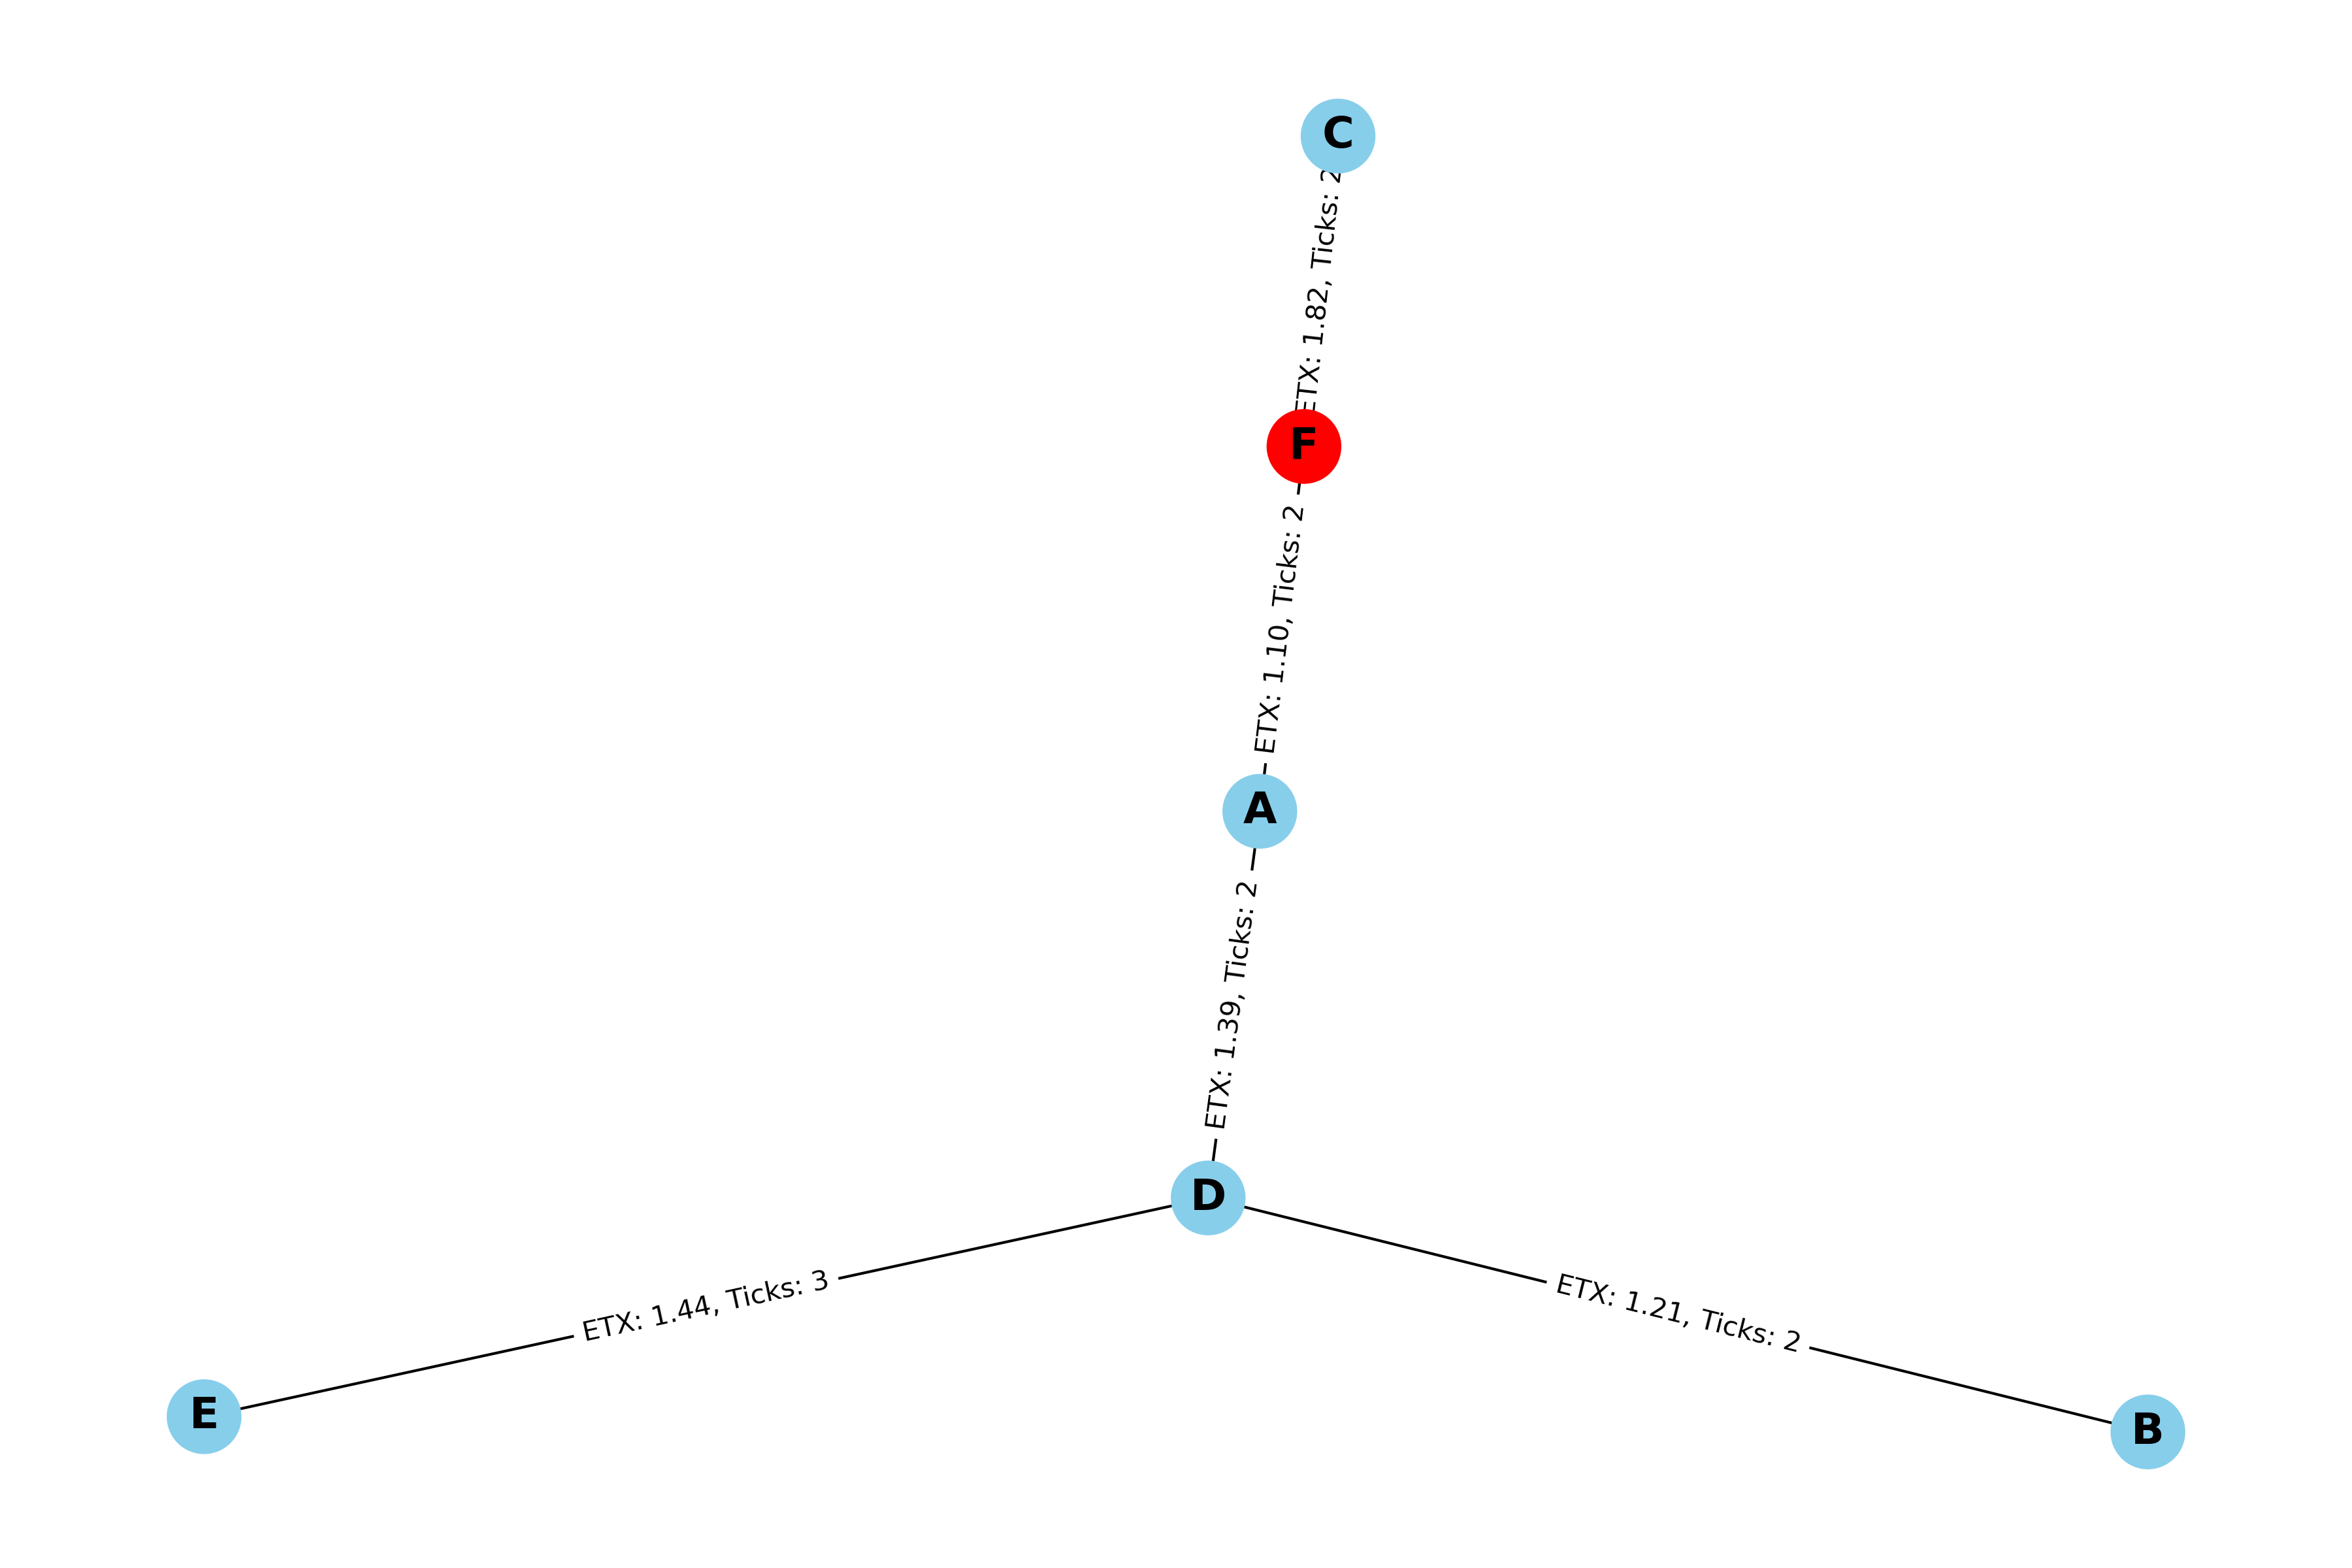 C
ETX: 1.82, Ticks: 2
F
ETX: 1.10, Ticks: 2
A
ETX: 1.39, Ticks: 2
D
ETX: 1.44, Ticks: 3
ETX: 1.21, Ticks: 2
E
B